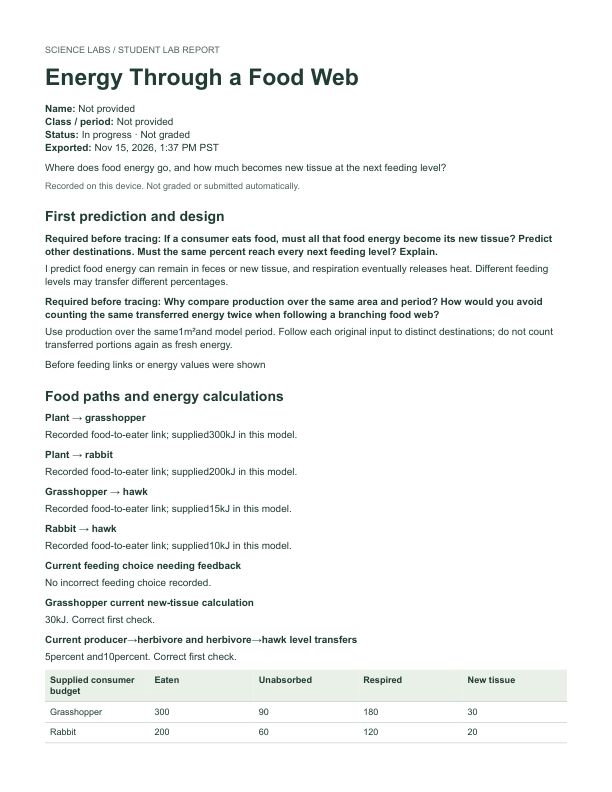 SCIENCE LABS / STUDENT LAB REPORT
Energy Through a Food Web
Name: Not provided
Class / period: Not provided
Status: In progress · Not graded
Exported: Nov 15, 2026, 1:37 PM PST
Where does food energy go, and how much becomes new tissue at the next feeding level?
Recorded on this device. Not graded or submitted automatically.
First prediction and design
Required before tracing: If a consumer eats food, must all that food energy become its new tissue? Predict
other destinations. Must the same percent reach every next feeding level? Explain.
I predict food energy can remain in feces or new tissue, and respiration eventually releases heat. Different feeding
levels may transfer different percentages.
Required before tracing: Why compare production over the same area and period? How would you avoid
counting the same transferred energy twice when following a branching food web?
Use production over the same1m²and model period. Follow each original input to distinct destinations; do not count
transferred portions again as fresh energy.
Before feeding links or energy values were shown
Food paths and energy calculations
Plant → grasshopper
Recorded food-to-eater link; supplied300kJ in this model.
Plant → rabbit
Recorded food-to-eater link; supplied200kJ in this model.
Grasshopper → hawk
Recorded food-to-eater link; supplied15kJ in this model.
Rabbit → hawk
Recorded food-to-eater link; supplied10kJ in this model.
Current feeding choice needing feedback
No incorrect feeding choice recorded.
Grasshopper current new-tissue calculation
30kJ. Correct first check.
Current producer→herbivore and herbivore→hawk level transfers
5percent and10percent. Correct first check.
Supplied consumer budget Eaten Unabsorbed Respired New tissue
Grasshopper 300 90 180 30
Rabbit 200 60 120 20